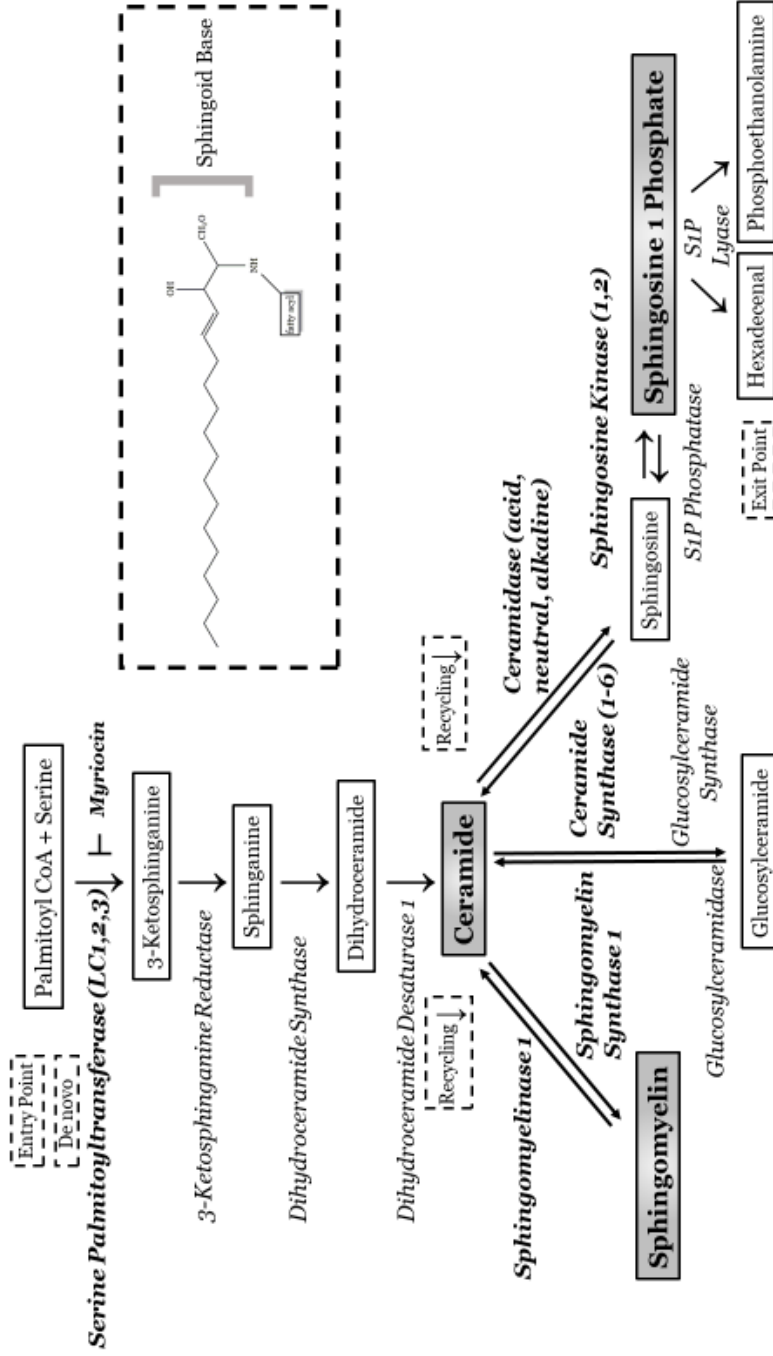 Entry Point
De novo
Palmitoyl CoA + Serine
Serine Palmitoyltransferase (LC1,2,3)
Myriocin
3-Ketosphinganine
3-Ketosphinganine Reductase
Sphinganine
Dihydroceramide Synthase
Dihydroceramide
Dihydroceramide Desaturase 1
OH
CH₂O
NH
fatty acyl
Sphingoid Base
Recycling
Ceramide
Recycling
Sphingomyelinase 1
Sphingomyelin
Synthase 1
Sphingomyelin
Ceramidase (acid,
neutral, alkaline)
Ceramide
Synthase (1-6)
Glucosylceramidase
Glucosylceramide
Synthase
Glucosylceramide
Sphingosine Kinase (1,2)
Sphingosine
Sphingosine 1 Phosphate
S1P Phosphatase
S1P
Lyase
Exit Point
Hexadecenal
Phosphoethanolamine